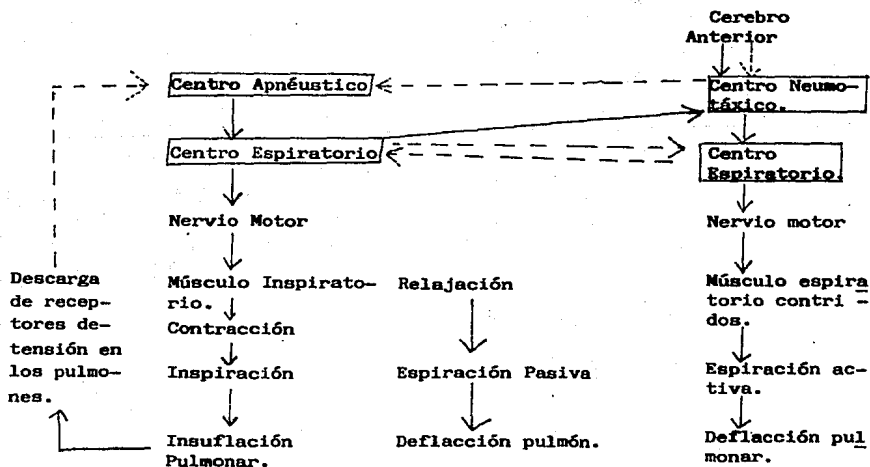 Cerebro
Anterior
Centro Apnéustico
Centro Neumo-
táxico.
Centro Espiratorio
Centro
Espiratorio.
Nervio Motor
Nervio motor
Descarga
de recep-
tores de-
tensión en
los pulmo-
nes.
Músculo Inspirato-
rio.
Contracción
Inspiración
Insuflación
Pulmonar.
Relajación
Espiración Pasiva
Deflacción pulmón.
Músculo espira
torio contri -
dos.
Espiración ac-
tiva.
Deflacción pul
monar.